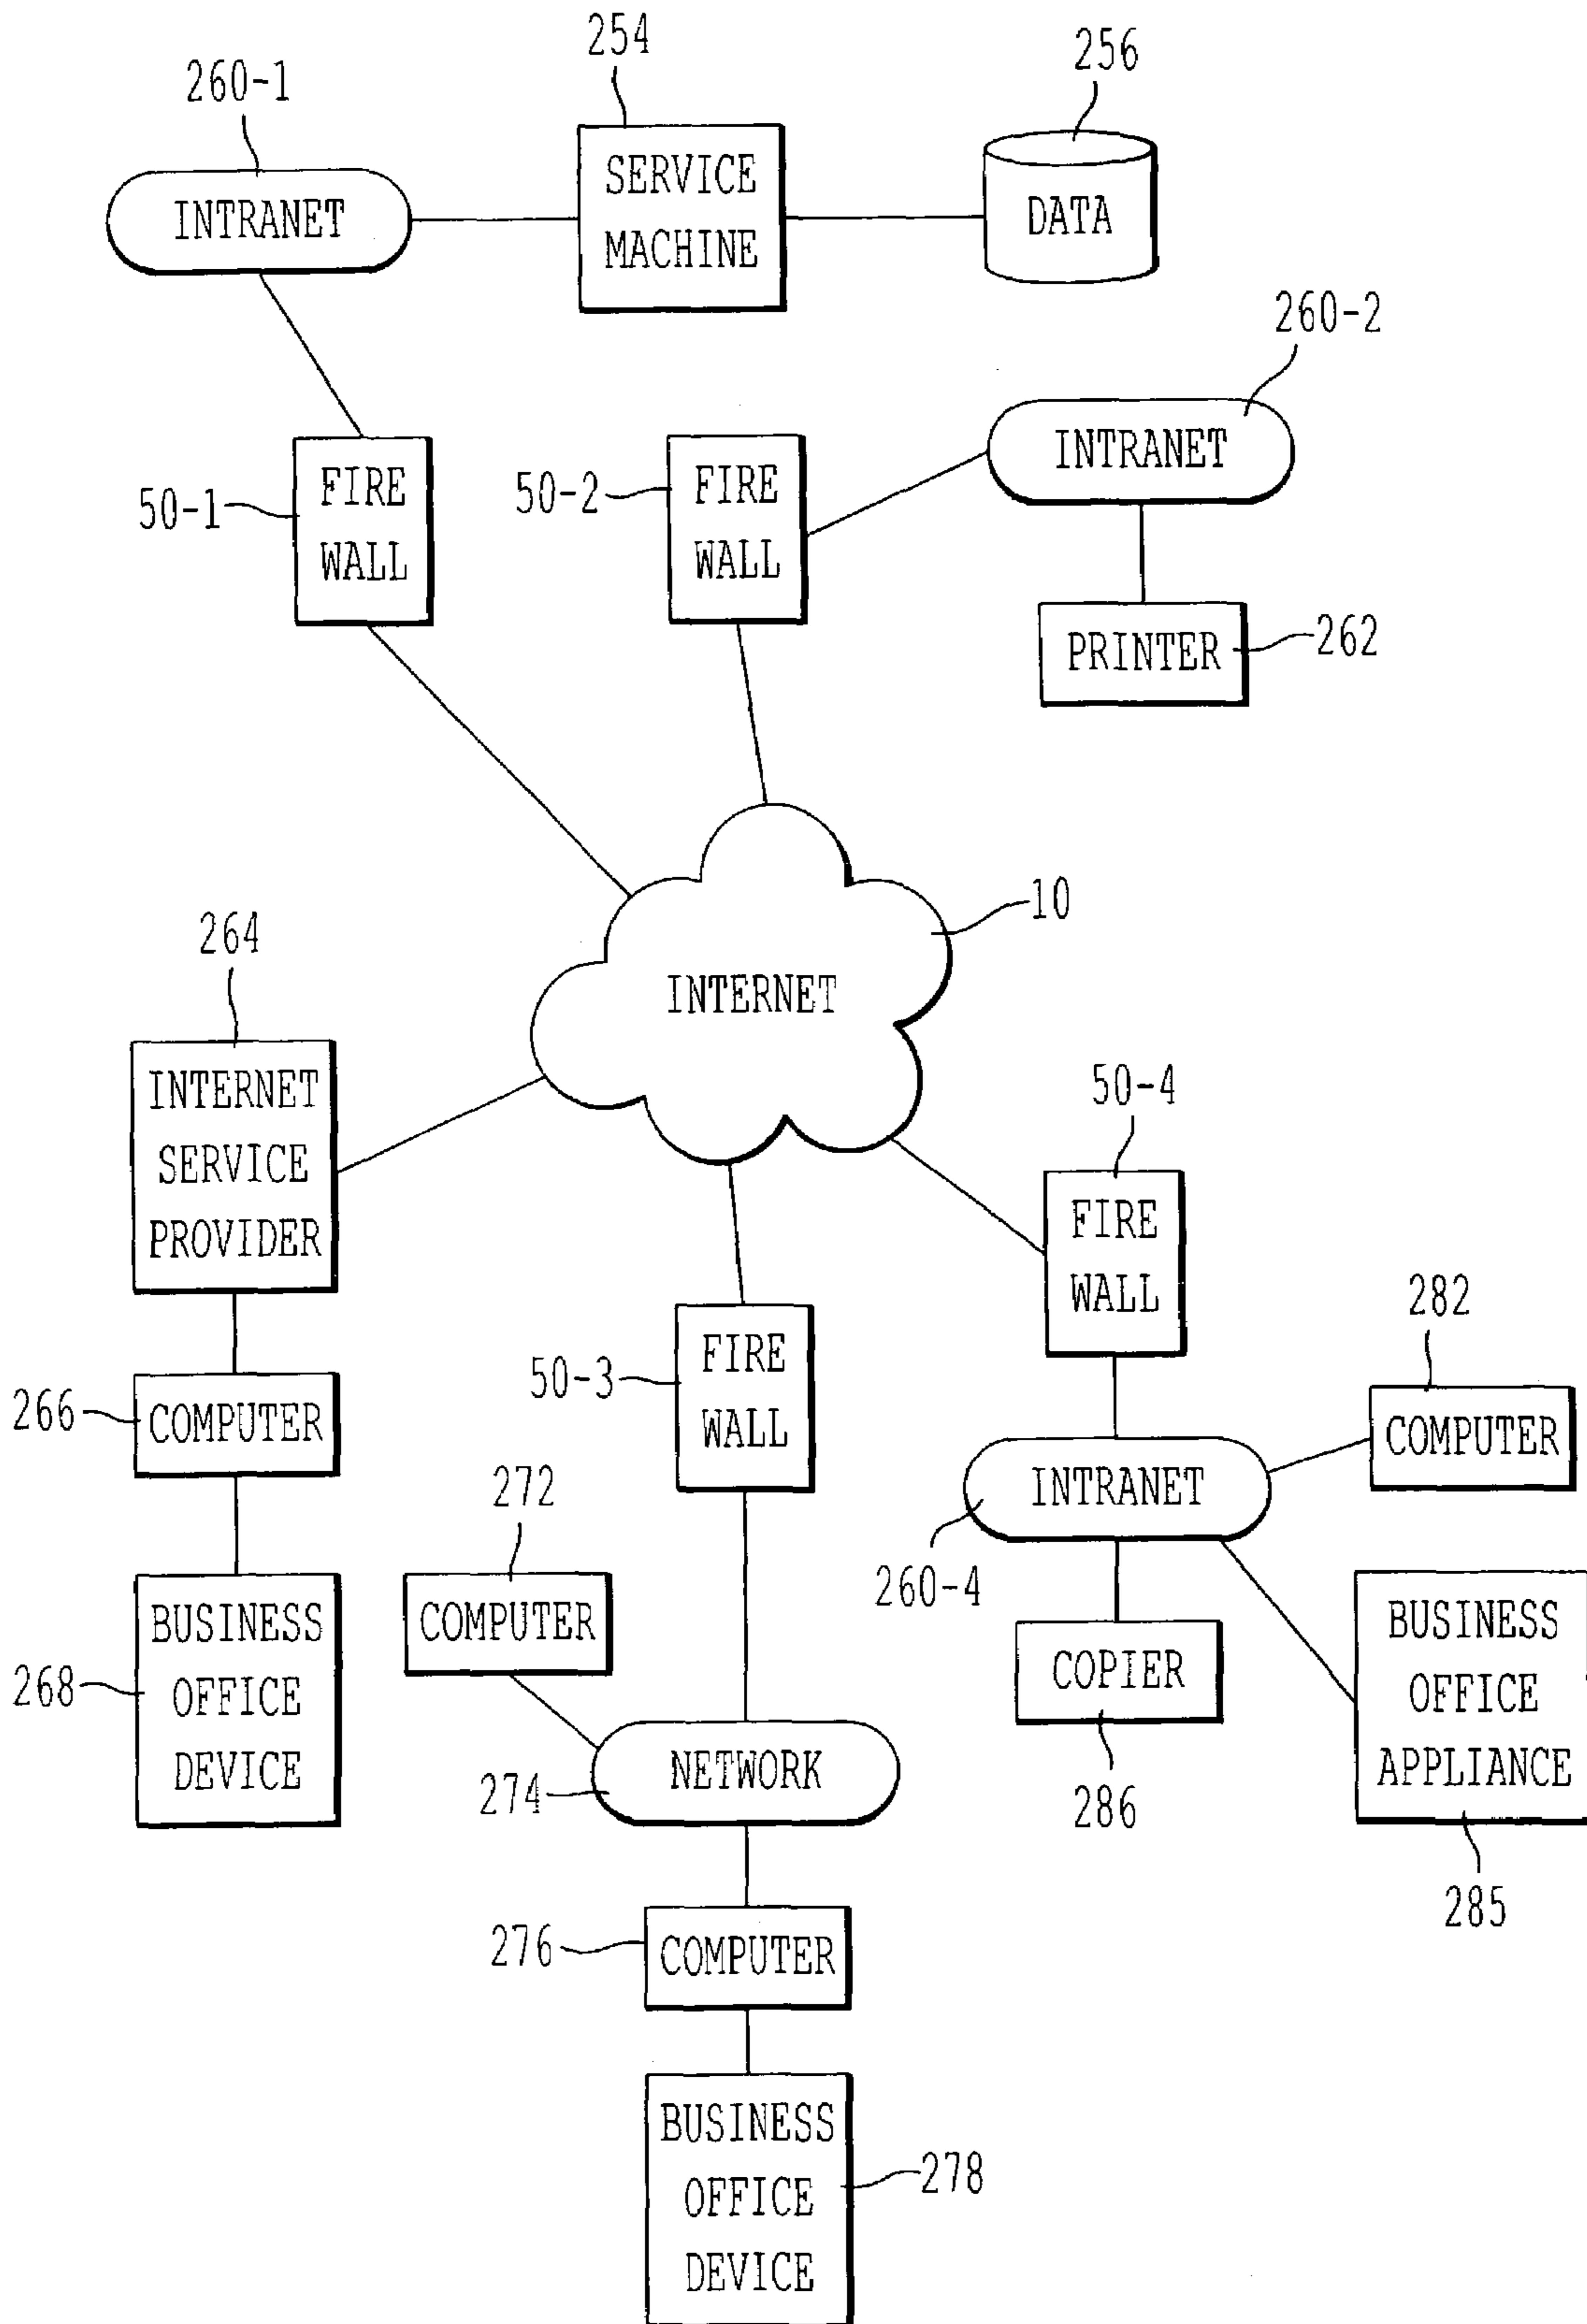 254
256
260-1
SERVICE
MACHINE
INTRANET
DATA
260-2
INTRANET
FIRE
WALL
50-1
FIRE
WALL
50-2
PRINTER
262
10
INTERNET
264
INTERNET
SERVICE
PROVIDER
50-4
FIRE
WALL
282
COMPUTER
FIRE
WALL
50-3
266
COMPUTER
INTRANET
260-4
272
COMPUTER
BUSINESS
OFFICE
DEVICE
268
COPIER
286
BUSINESS
OFFICE
APPLIANCE
285
NETWORK
274
276
COMPUTER
BUSINESS
OFFICE
DEVICE
278